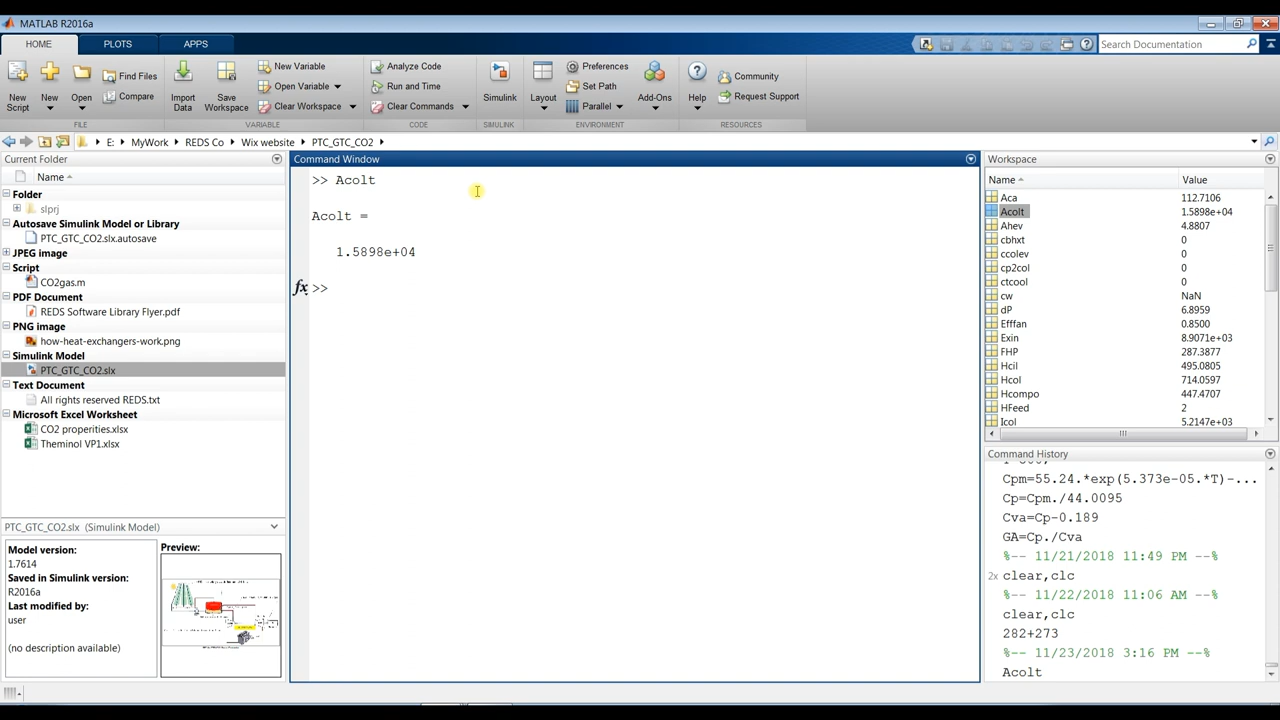 MATLAB R2016a
HOME PLOTS APPS
Search Documentation
New Script
New
Open
Find Files
Compare
Import Data
Save Workspace
New Variable
Open Variable
Clear Workspace
Analyze Code
Run and Time
Clear Commands
Simulink
Layout
Preferences
Set Path
Parallel
Add-Ons
Help
Community
Request Support
FILE VARIABLE CODE SIMULINK ENVIRONMENT RESOURCES
E: MyWork REDS Co Wix website PTC_GTC_CO2
Current Folder
Name
Folder
slprj
Autosave Simulink Model or Library
PTC_GTC_CO2.slx.autosave
JPEG image
Script
CO2gas.m
PDF Document
REDS Software Library Flyer.pdf
PNG image
how-heat-exchangers-work.png
Simulink Model
PTC_GTC_CO2.slx
Text Document
All rights reserved REDS.txt
Microsoft Excel Worksheet
CO2 properities.xlsx
Theminol VP1.xlsx
PTC_GTC_CO2.slx (Simulink Model)
Model version:
1.7614
Saved in Simulink version:
R2016a
Last modified by:
user
(no description available)
Preview:
Command Window
>> Acolt
Acolt =
1.5898e+04
fx >>
Workspace
Name Value
Aca 112.7106
Acolt 1.5898e+04
Ahev 4.8807
cbhxt 0
ccolev 0
cp2col 0
ctcool 0
cw NaN
dP 6.8959
Efffan 0.8500
Exin 8.9071e+03
FHP 287.3877
Hcil 495.0805
Hcol 714.0597
Hcompo 447.4707
HFeed 2
Icol 5.2147e+03
Command History
Cpm=55.24.*exp(5.373e-05.*T)-...
Cp=Cpm./44.0095
Cva=Cp-0.189
GA=Cp./Cva
%-- 11/21/2018 11:49 PM --%
2x clear,clc
%-- 11/22/2018 11:06 AM --%
clear,clc
282+273
%-- 11/23/2018 3:16 PM --%
Acolt